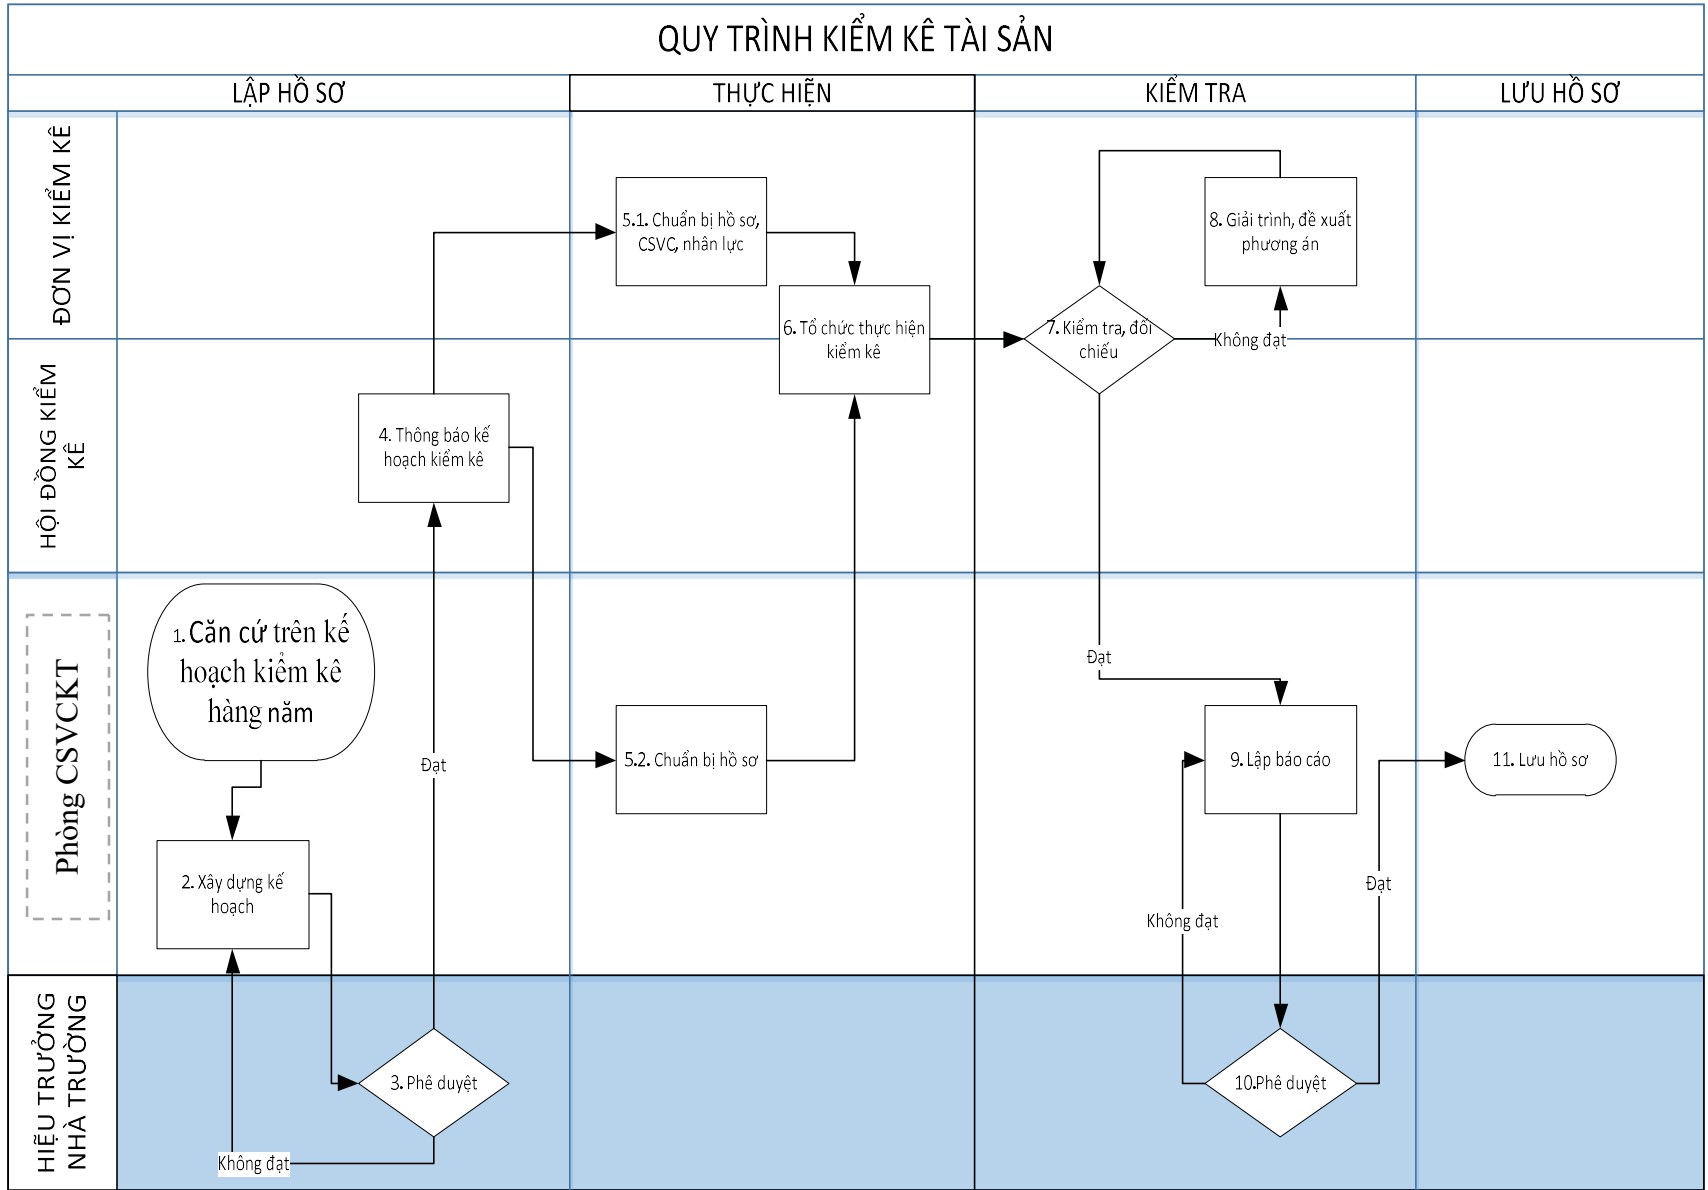 QUY TRÌNH KIỂM KÊ TÀI SẢN
LẬP HỒ SƠ
THỰC HIỆN
KIỂM TRA
LƯU HỒ SƠ
ĐƠN VỊ KIỂM KÊ
5.1. Chuẩn bị hồ sơ,
CSVC, nhân lực
8. Giải trình, đề xuất
phương án
6. Tổ chức thực hiện
kiểm kê
7. Kiểm tra, đối
chiếu
Không đạt
HỘI ĐỒNG KIỂM
KÊ
4. Thông báo kế
hoạch kiểm kê
Phòng CSVCKT
1. Căn cứ trên kế
hoạch kiểm kê
hàng năm
Đạt
Đạt
5.2. Chuẩn bị hồ sơ
9. Lập báo cáo
11. Lưu hồ sơ
2. Xây dựng kế
hoạch
Đạt
Không đạt
HIỆU TRƯỞNG
NHÀ TRƯỜNG
3. Phê duyệt
10.Phê duyệt
Không đạt